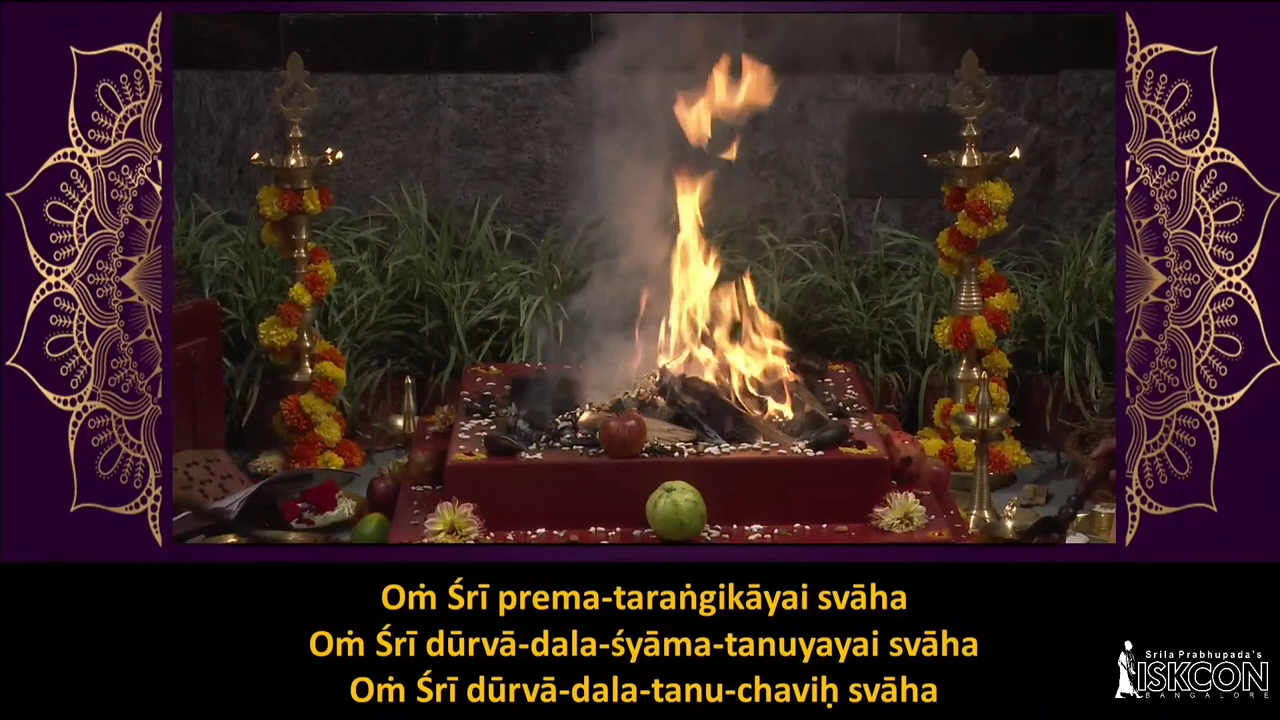 Oṁ Śrī prema-taraṅgikāyai svāha
Oṁ Śrī dūrvā-dala-śyāma-tanuyayai svāha
Oṁ Śrī dūrvā-dala-tanu-chaviḥ svāha
Srila Prabhupada's
ISKCON
BANGALORE